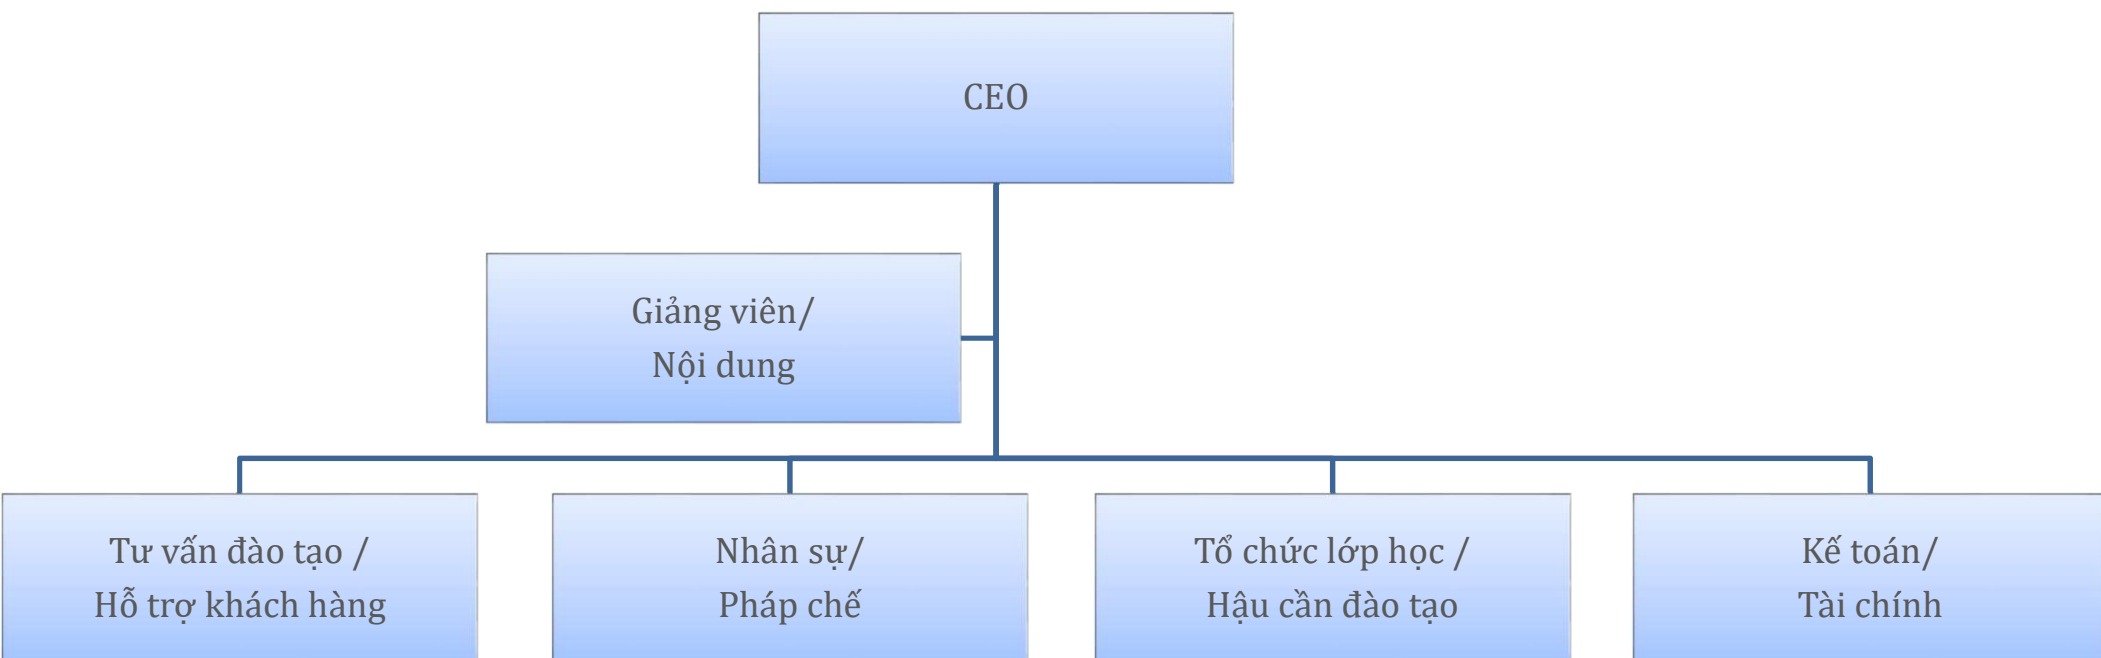 CEO
Giảng viên/
Nội dung
Tư vấn đào tạo /
Hỗ trợ khách hàng
Nhân sự/
Pháp chế
Tổ chức lớp học /
Hậu cần đào tạo
Kế toán/
Tài chính